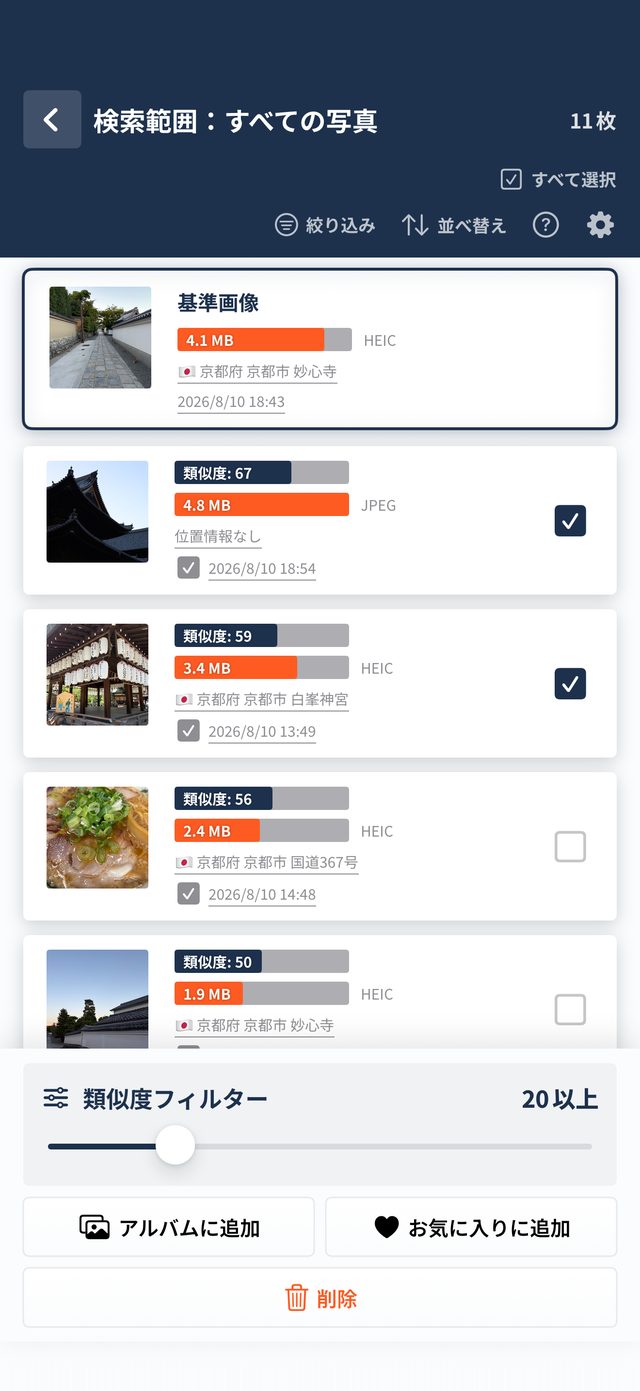 検索範囲：すべての写真
11枚
すべて選択
絞り込み
並べ替え
?
基準画像
4.1 MB
HEIC
京都府 京都市 妙心寺
2026/8/10 18:43
類似度: 67
4.8 MB
JPEG
位置情報なし
2026/8/10 18:54
類似度: 59
3.4 MB
HEIC
京都府 京都市 白峯神宮
2026/8/10 13:49
類似度: 56
2.4 MB
HEIC
京都府 京都市 国道367号
2026/8/10 14:48
類似度: 50
1.9 MB
HEIC
京都府 京都市 妙心寺
類似度フィルター
20以上
アルバムに追加
お気に入りに追加
削除